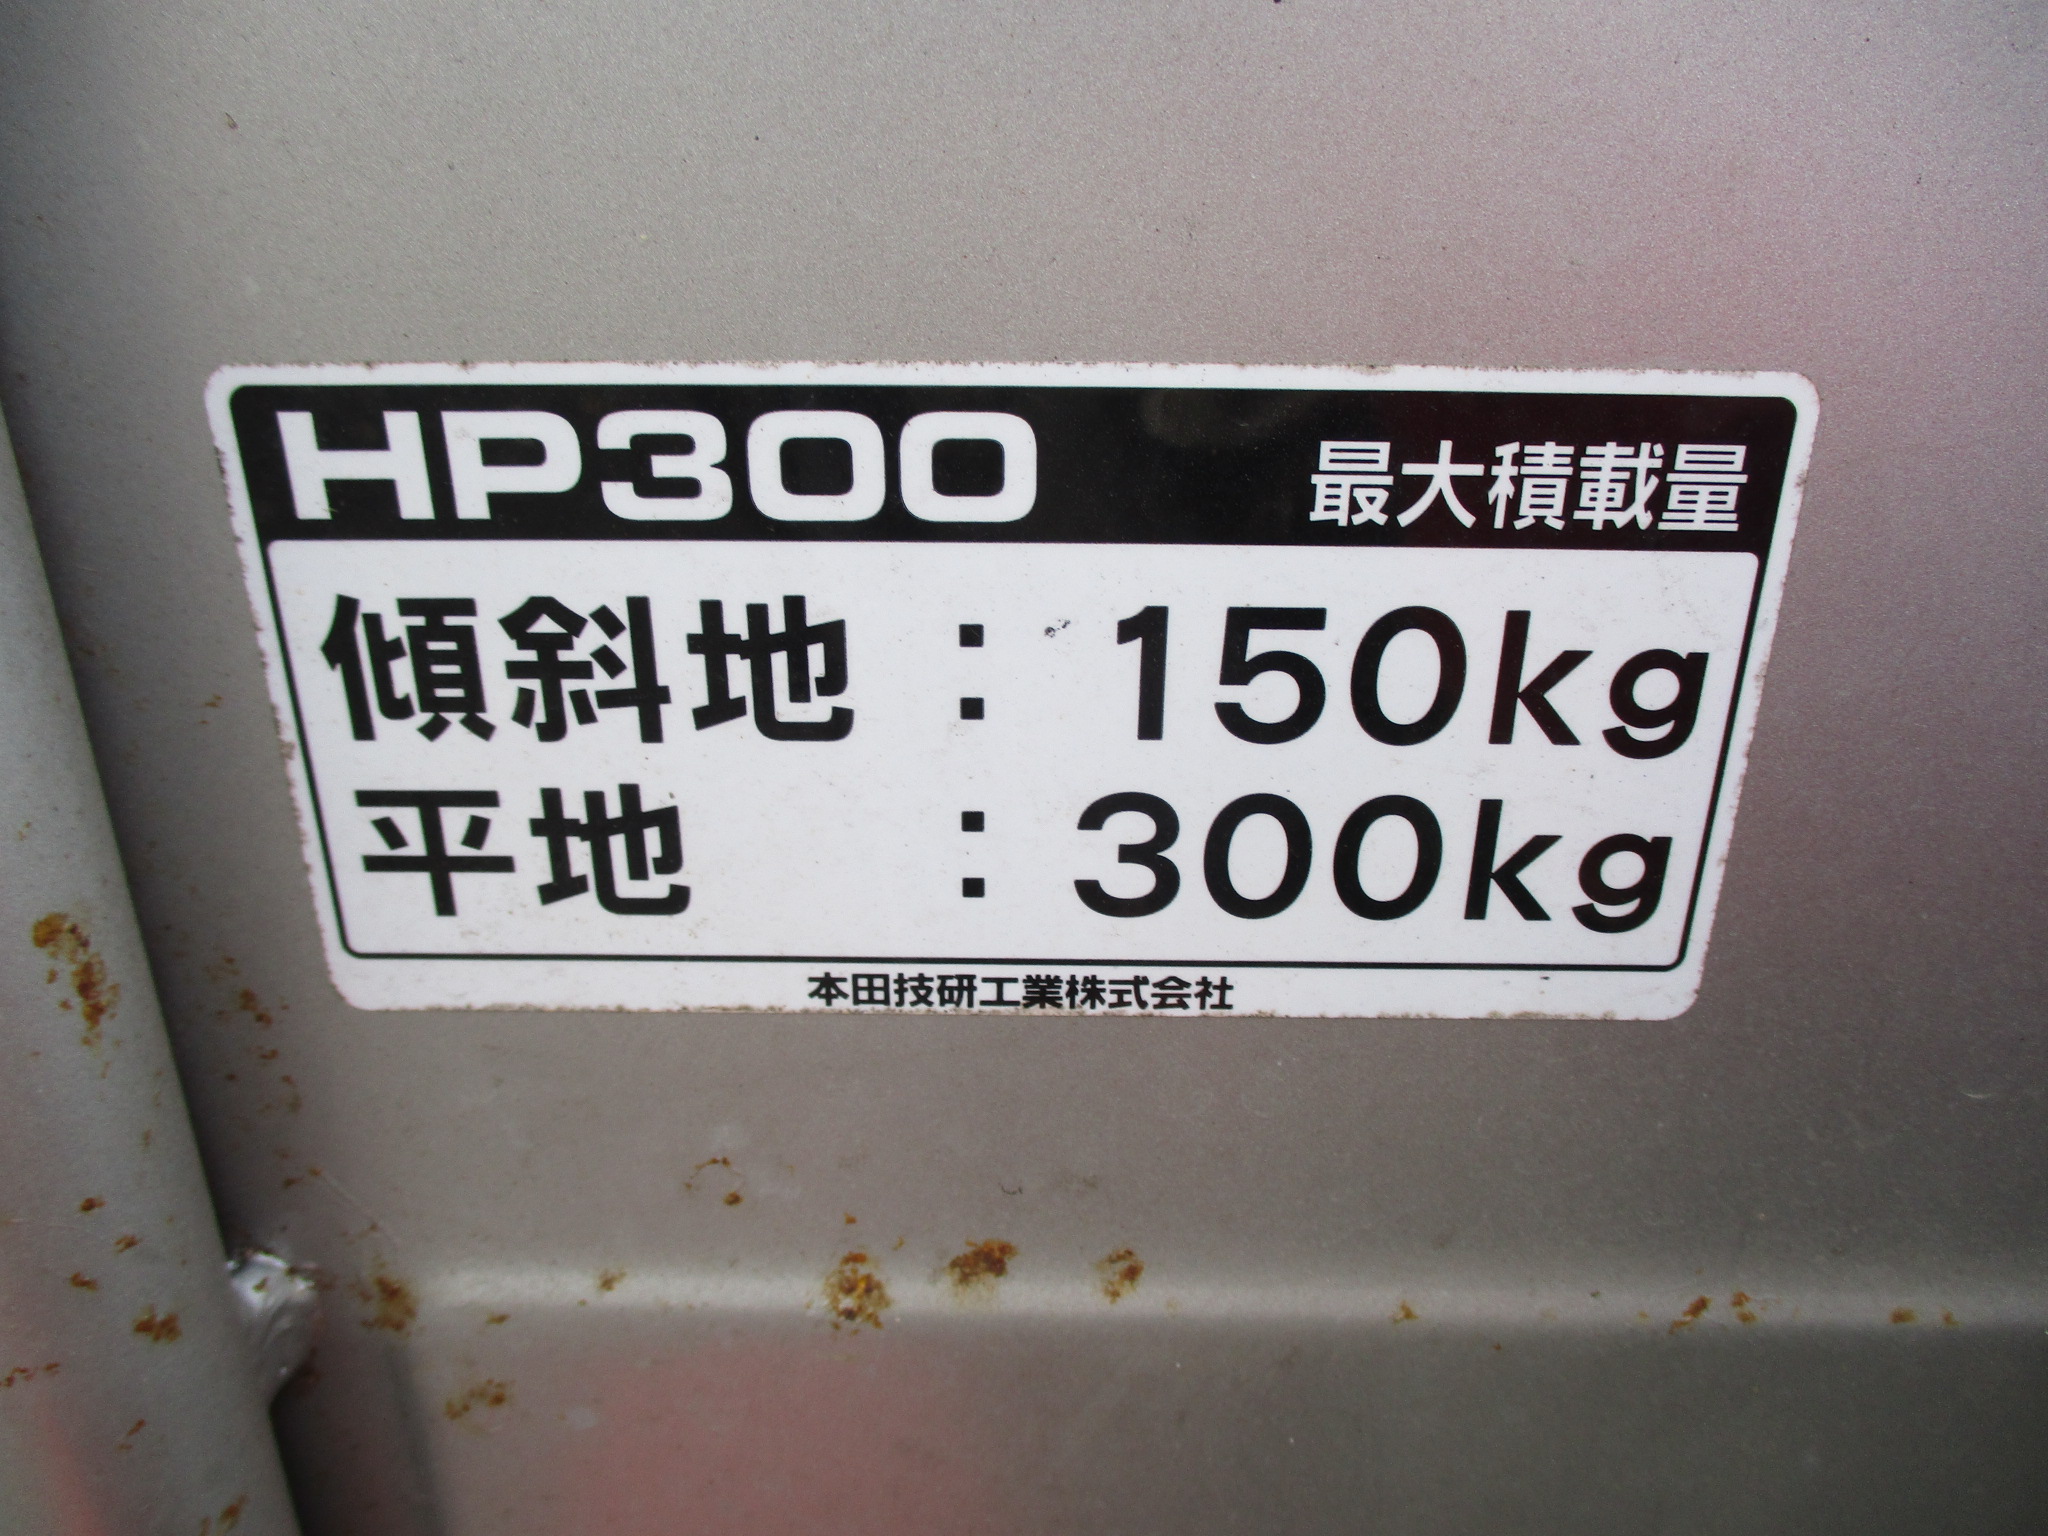 HP300 最大積載量
傾斜地 : 150kg
平地 : 300kg
本田技研工業株式会社